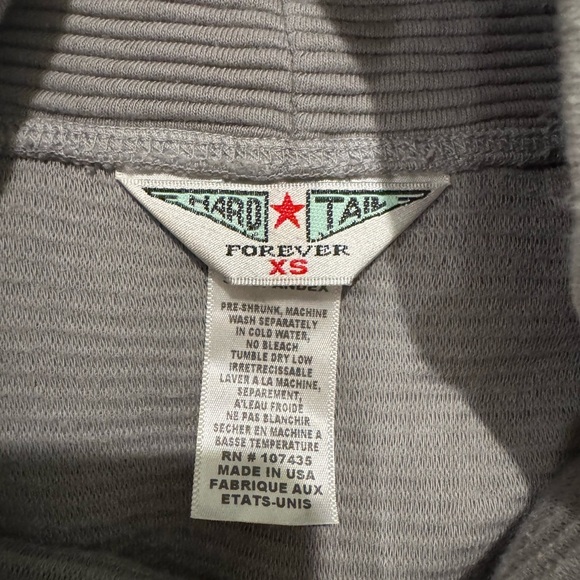 HARD TAIL
FOREVER
XS
ANDEX
PRE-SHRUNK, MACHINE
WASH SEPARATELY
IN COLD WATER,
NO BLEACH
TUMBLE DRY LOW
IRRETRECISSABLE
LAVER A LA MACHINE,
SEPAREMENT,
A'LEAU FROIDE
NE PAS BLANCHIR
SECHER EN MACHINE A
BASSE TEMPERATURE
RN # 107435
MADE IN USA
FABRIQUE AUX
ETATS-UNIS